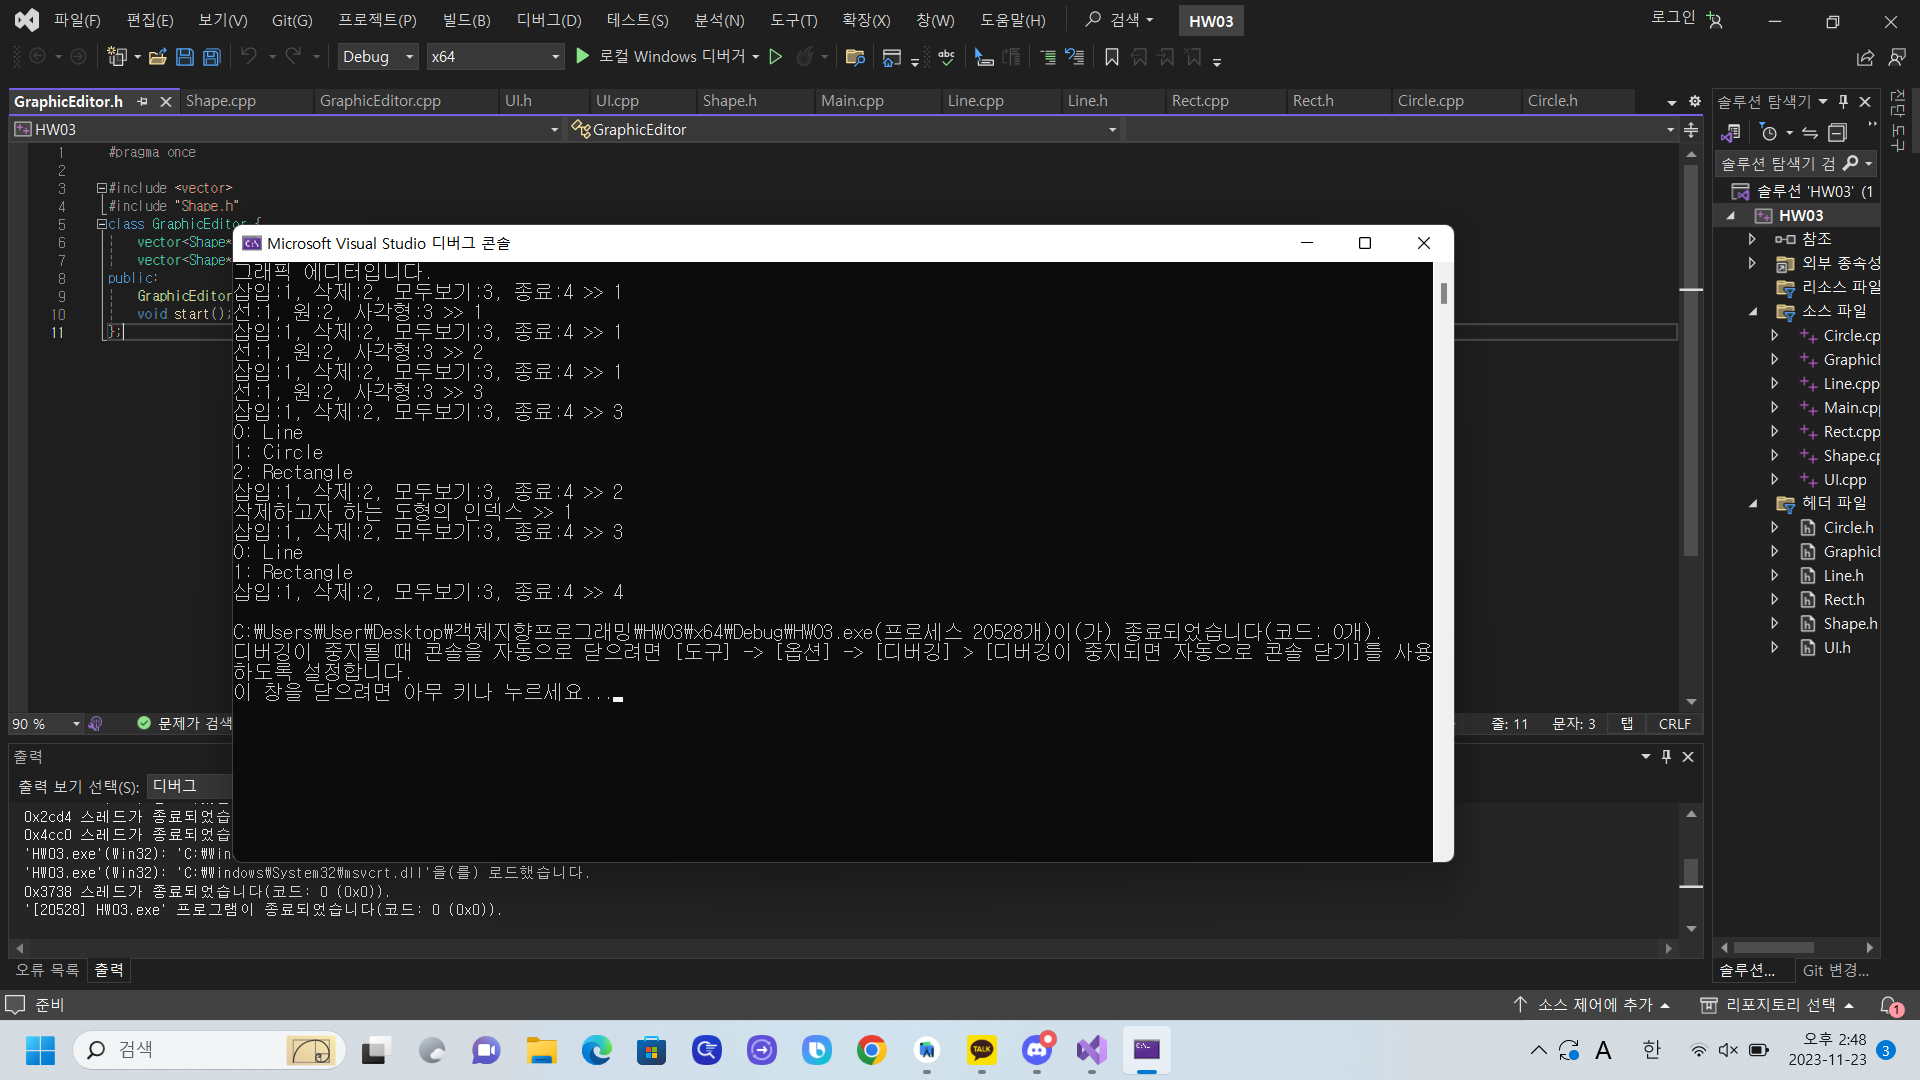 파일(F) 편집(E) 보기(V) Git(G) 프로젝트(P) 빌드(B) 디버그(D) 테스트(S) 분석(N) 도구(T) 확장(X) 창(W) 도움말(H) 검색 HW03 로그인
Debug x64 로컬 Windows 디버거
GraphicEditor.h Shape.cpp GraphicEditor.cpp UI.h UI.cpp Shape.h Main.cpp Line.cpp Line.h Rect.cpp Rect.h Circle.cpp Circle.h
HW03 GraphicEditor
1 #pragma once
2
3 #include <vector>
4 #include "Shape.h"
5 class GraphicEditor {
6 vector<Shape*
7 vector<Shape*
8 public:
9 GraphicEditor
10 void start();
11 };
Microsoft Visual Studio 디버그 콘솔
그래픽 에디터입니다.
삽입:1, 삭제:2, 모두보기:3, 종료:4 >> 1
선:1, 원:2, 사각형:3 >> 1
삽입:1, 삭제:2, 모두보기:3, 종료:4 >> 1
선:1, 원:2, 사각형:3 >> 2
삽입:1, 삭제:2, 모두보기:3, 종료:4 >> 1
선:1, 원:2, 사각형:3 >> 3
삽입:1, 삭제:2, 모두보기:3, 종료:4 >> 3
0: Line
1: Circle
2: Rectangle
삽입:1, 삭제:2, 모두보기:3, 종료:4 >> 2
삭제하고자 하는 도형의 인덱스 >> 1
삽입:1, 삭제:2, 모두보기:3, 종료:4 >> 3
0: Line
1: Rectangle
삽입:1, 삭제:2, 모두보기:3, 종료:4 >> 4
C:₩Users₩User₩Desktop₩객체지향프로그래밍₩HW03₩x64₩Debug₩HW03.exe(프로세스 20528개)이(가) 종료되었습니다(코드: 0개).
디버깅이 중지될 때 콘솔을 자동으로 닫으려면 [도구] -> [옵션] -> [디버깅] > [디버깅이 중지되면 자동으로 콘솔 닫기]를 사용
하도록 설정합니다.
이 창을 닫으려면 아무 키나 누르세요...
90 % 문제가 검색 줄: 11 문자: 3 탭 CRLF
출력
출력 보기 선택(S): 디버그
0x2cd4 스레드가 종료되었습
0x4cc0 스레드가 종료되었습
'HW03.exe'(Win32): 'C:₩Win
'HW03.exe'(Win32): 'C:₩Windows₩System32₩msvcrt.dll'을(를) 로드했습니다.
0x3738 스레드가 종료되었습니다(코드: 0 (0x0)).
'[20528] HW03.exe' 프로그램이 종료되었습니다(코드: 0 (0x0)).
오류 목록 출력
솔루션 탐색기
솔루션 탐색기 검
솔루션 'HW03' (1
HW03
참조
외부 종속성
리소스 파일
소스 파일
Circle.cp
GraphicI
Line.cpp
Main.cpp
Rect.cpp
Shape.cp
UI.cpp
헤더 파일
Circle.h
GraphicI
Line.h
Rect.h
Shape.h
UI.h
솔루션... Git 변경...
진단 도구
준비 소스 제어에 추가 리포지토리 선택 1
검색 TALK A 한 오후 2:48
2023-11-23 3